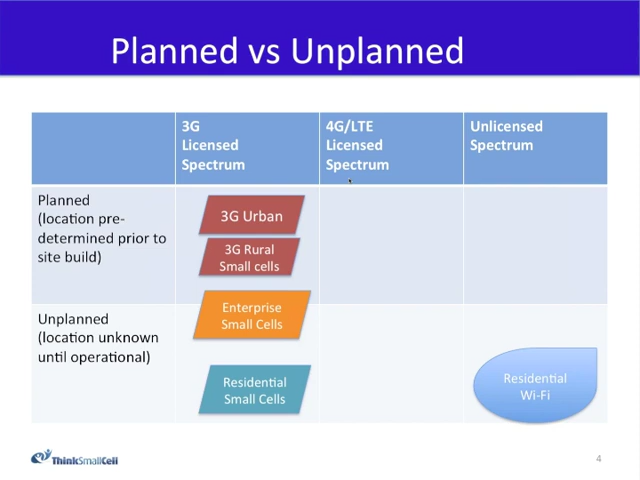 Planned vs Unplanned
3G
Licensed
Spectrum
4G/LTE
Licensed
Spectrum
Unlicensed
Spectrum
Planned
(location pre-
determined prior to
site build)
3G Urban
3G Rural
Small cells
Enterprise
Small Cells
Unplanned
(location unknown
until operational)
Residential
Small Cells
Residential
Wi-Fi
ThinkSmallCell
4